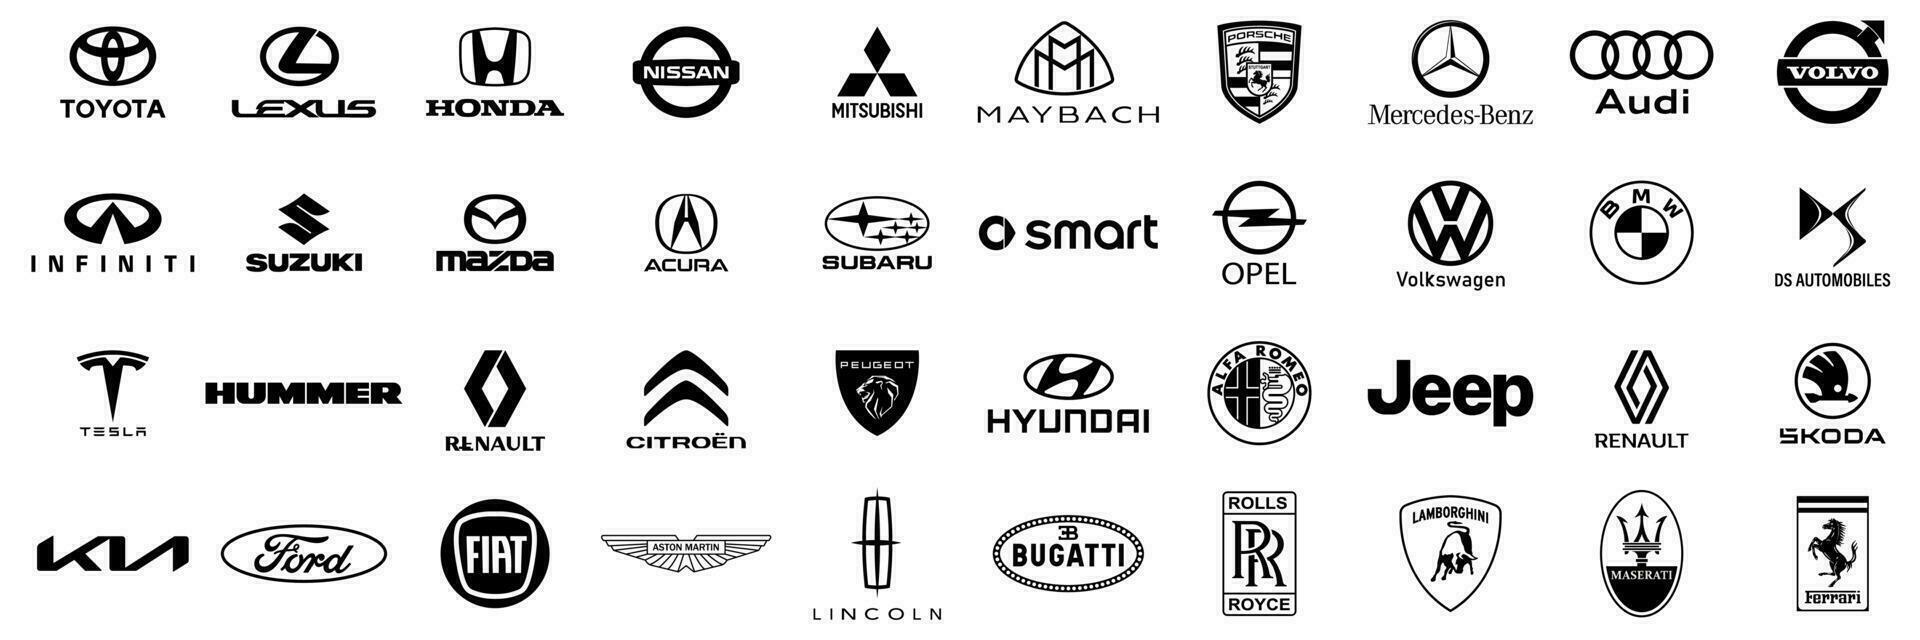 TOYOTA
LEXUS
HONDA
NISSAN
MITSUBISHI
MAYBACH
PORSCHE
STUTTGART
Mercedes-Benz
Audi
VOLVO
INFINITI
SUZUKI
mazda
ACURA
SUBARU
smart
OPEL
Volkswagen
BMW
DS AUTOMOBILES
TESLA
HUMMER
RENAULT
CITROËN
PEUGEOT
HYUNDAI
ALFA ROMEO
Jeep
RENAULT
ŠKODA
KIA
Ford
FIAT
ASTON MARTIN
LINCOLN
EB
BUGATTI
ROLLS
RR
ROYCE
LAMBORGHINI
MASERATI
Ferrari